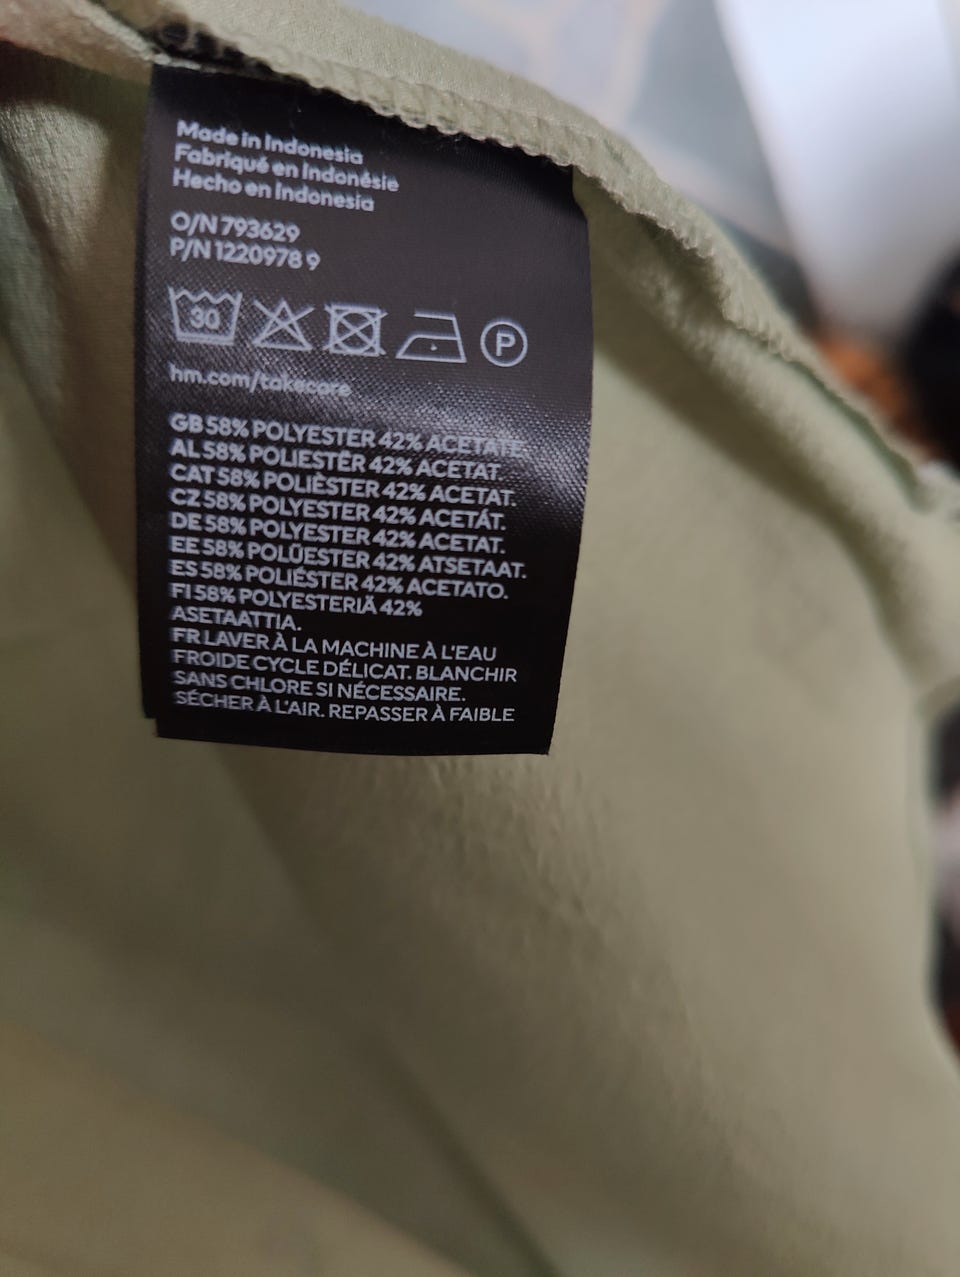 Made in Indonesia
Fabriqué en Indonésie
Hecho en Indonesia
O/N 793629
P/N 1220978 9
30
P
hm.com/takecare
GB 58% POLYESTER 42% ACETATE.
AL 58% POLIESTËR 42% ACETAT.
CAT 58% POLIÈSTER 42% ACETAT.
CZ 58% POLYESTER 42% ACETÁT.
DE 58% POLYESTER 42% ACETAT.
EE 58% POLÜESTER 42% ATSETAAT.
ES 58% POLIÉSTER 42% ACETATO.
FI 58% POLYESTERIÄ 42%
ASETAATTIA.
FR LAVER À LA MACHINE À L'EAU
FROIDE CYCLE DÉLICAT. BLANCHIR
SANS CHLORE SI NÉCESSAIRE.
SÉCHER À L'AIR. REPASSER À FAIBLE